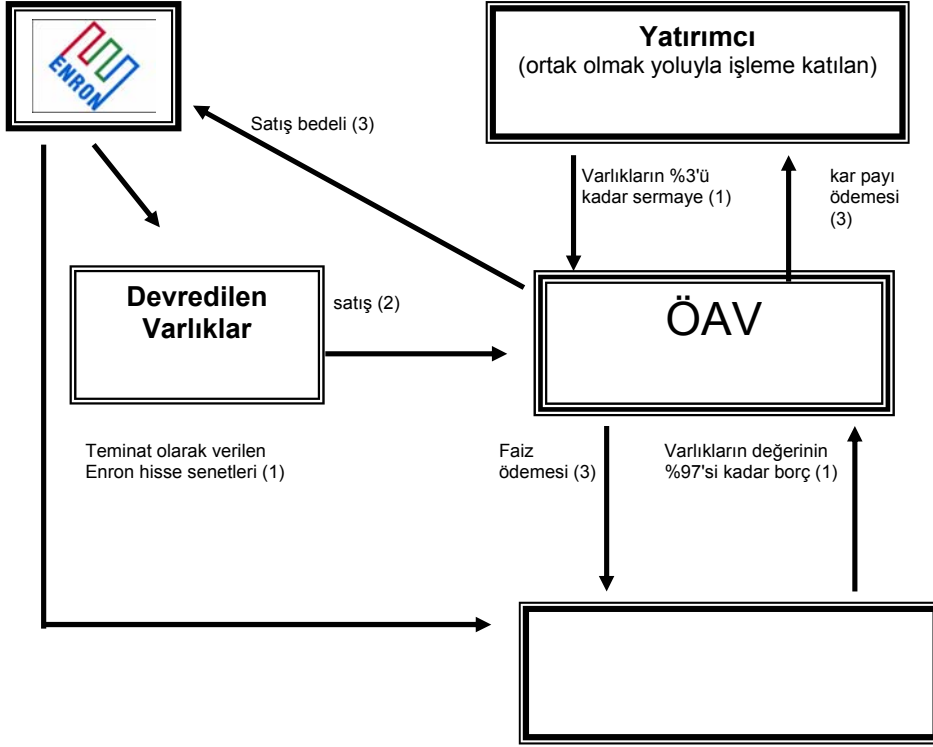 ENRON
Yatırımcı
(ortak olmak yoluyla işleme katılan)
Satış bedeli (3)
Varlıkların %3'ü
kadar sermaye (1)
kar payı
ödemesi
(3)
Devredilen
Varlıklar
satış (2)
ÖAV
Teminat olarak verilen
Enron hisse senetleri (1)
Faiz
ödemesi (3)
Varlıkların değerinin
%97'si kadar borç (1)